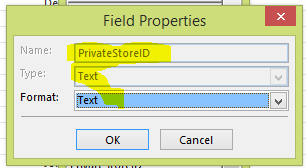 Field Properties
Name: PrivateStoreID
Type: Text
Format: Text
OK Cancel